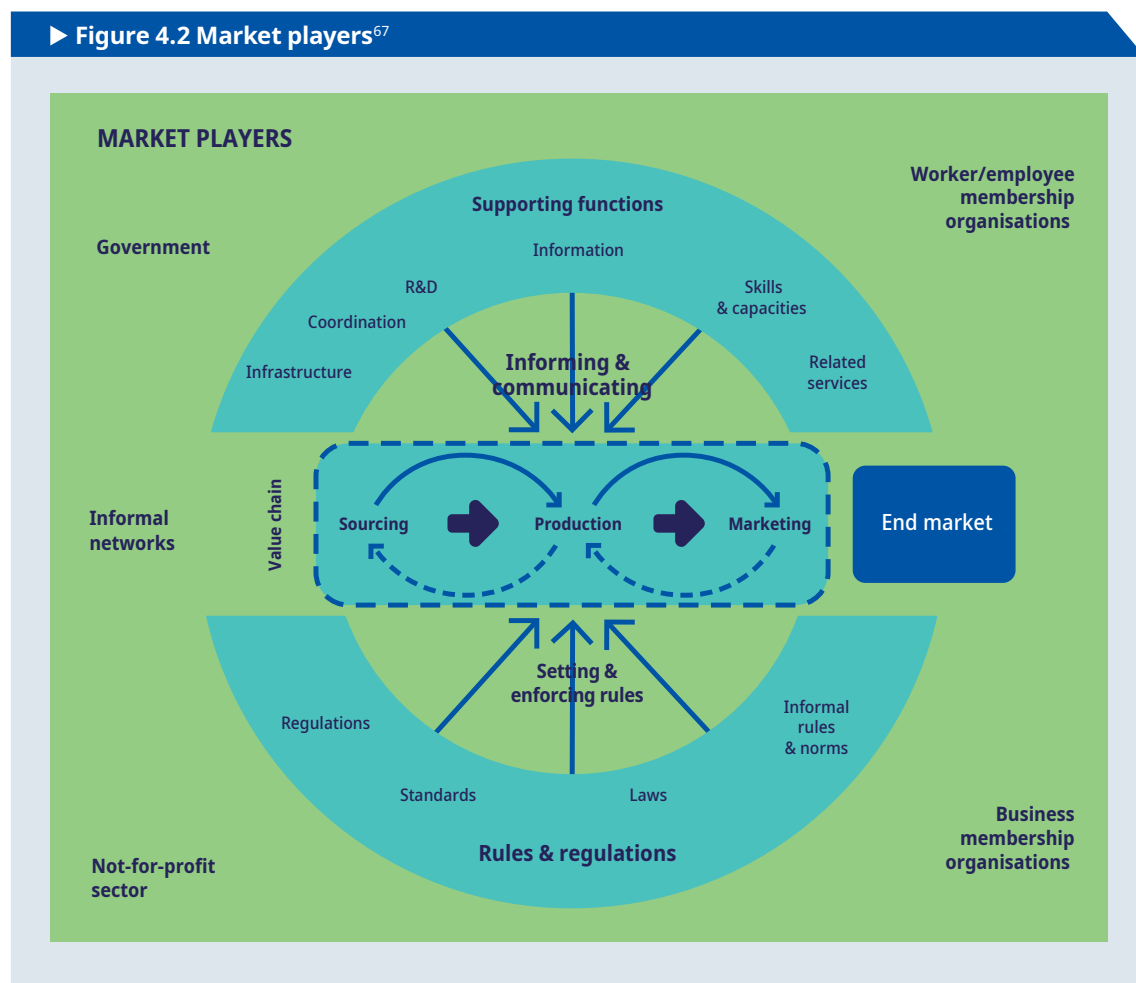 ▶ Figure 4.2 Market players67
MARKET PLAYERS
Worker/employee
membership
organisations
Government
Supporting functions
Information
R&D
Skills
& capacities
Coordination
Infrastructure
Related
services
Informing &
communicating
Informal
networks
Value chain
Sourcing
Production
Marketing
End market
Setting &
enforcing rules
Regulations
Informal
rules
& norms
Standards
Laws
Rules & regulations
Not-for-profit
sector
Business
membership
organisations